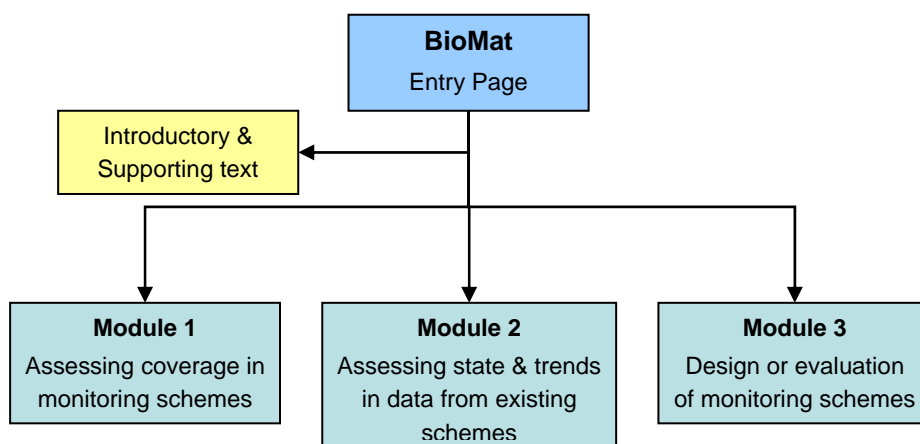 BioMat
Entry Page
Introductory &
Supporting text
Module 1
Assessing coverage in
monitoring schemes
Module 2
Assessing state & trends
in data from existing
schemes
Module 3
Design or evaluation
of monitoring schemes